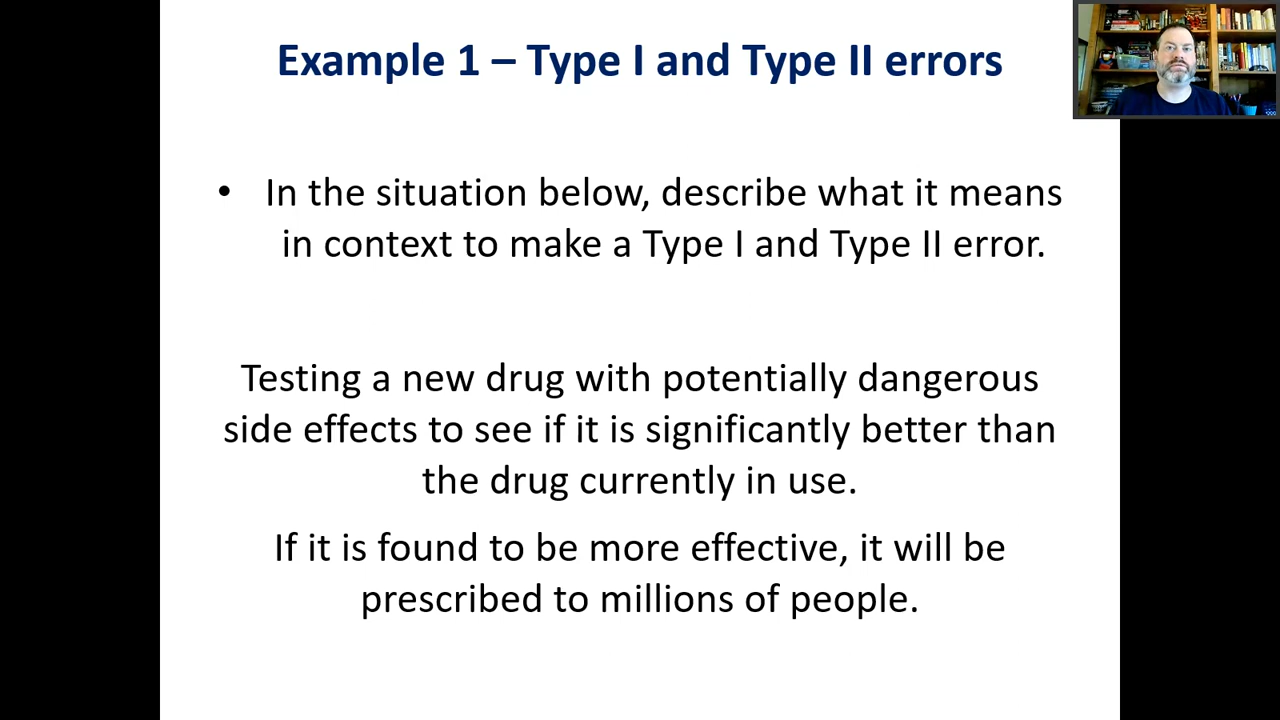 Example 1 – Type I and Type II errors
• In the situation below, describe what it means
in context to make a Type I and Type II error.
Testing a new drug with potentially dangerous
side effects to see if it is significantly better than
the drug currently in use.
If it is found to be more effective, it will be
prescribed to millions of people.